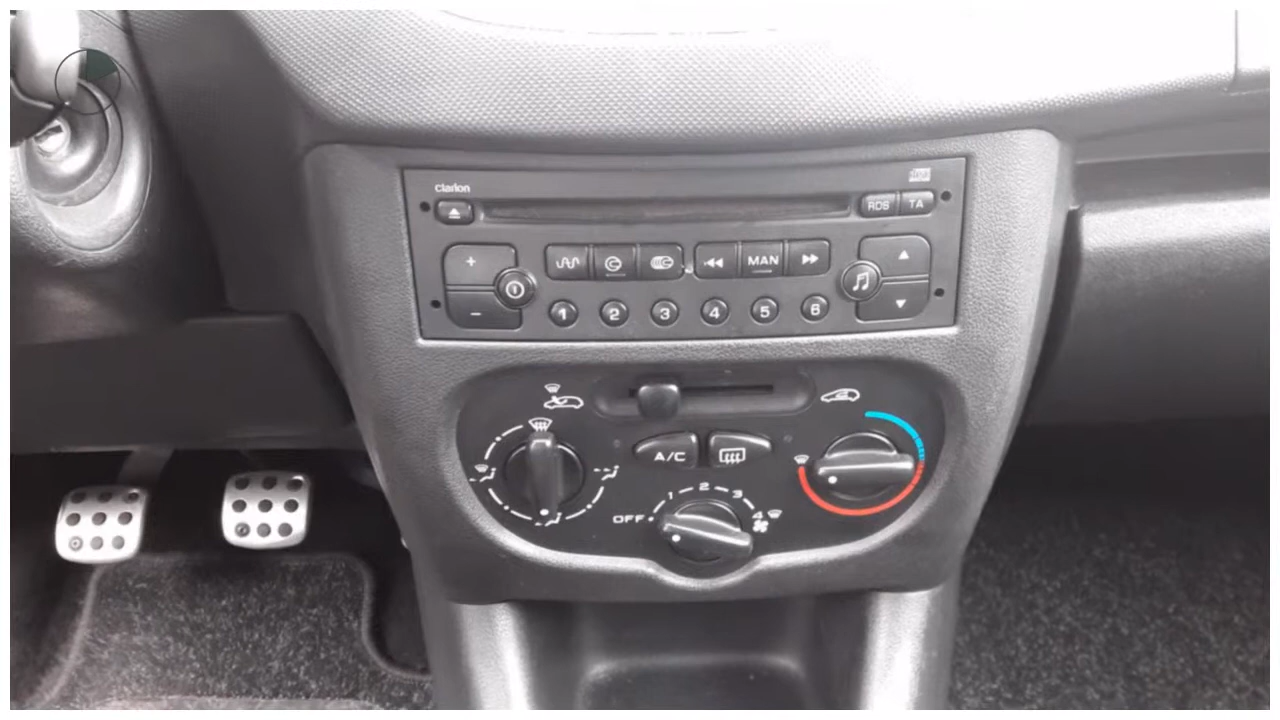 clarion
RDS TA
+
MAN
−
1 2 3 4 5 6
A/C
1 2 3 4
OFF